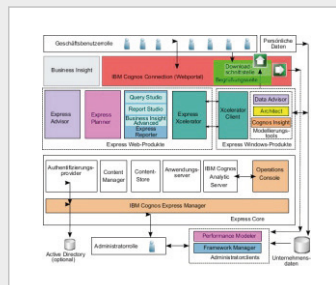 Geschäftsbenutzerrolle
Persönliche
Daten
Business Insight
IBM Cognos Connection (Webportal)
Download-
schnittstelle
Begrüßungsseite
Express
Advisor
Express
Planner
Query Studio
Report Studio
Business Insight
Advanced
Express
Reporter
Express
Xcelerator
Xcelerator
Client
Data Advisor
Architect
Cognos Insight
Modellierungs-
tools
Express Web-Produkte
Express Windows-Produkte
Authentifizierungs-
provider
Content
Manager
Content-
Store
Anwendungs-
server
IBM Cognos
Analytic
Server
Operations
Console
IBM Cognos Express Manager
Express Core
Active Directory
(optional)
Administratorrolle
Performance Modeler
Framework Manager
Administratorclients
Unternehmens-
daten